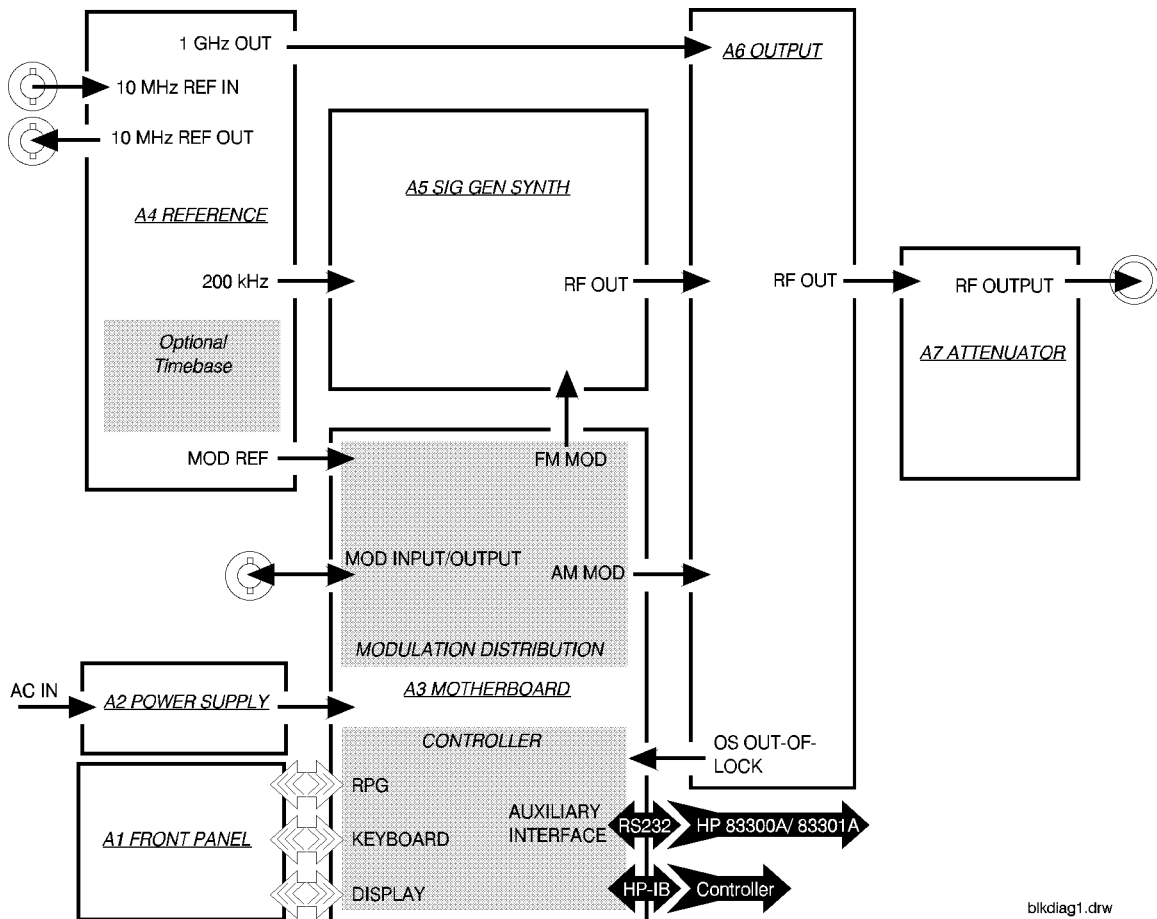 1 GHz OUT
A6 OUTPUT
10 MHz REF IN
10 MHz REF OUT
A5 SIG GEN SYNTH
A4 REFERENCE
200 kHz
RF OUT
RF OUT
RF OUTPUT
Optional
Timebase
A7 ATTENUATOR
MOD REF
FM MOD
MOD INPUT/OUTPUT
AM MOD
MODULATION DISTRIBUTION
AC IN
A2 POWER SUPPLY
A3 MOTHERBOARD
CONTROLLER
OS OUT-OF-
LOCK
RPG
A1 FRONT PANEL
KEYBOARD
AUXILIARY
INTERFACE
RS232
HP 83300A/ 83301A
DISPLAY
HP-IB
Controller
blkdiag1.drw